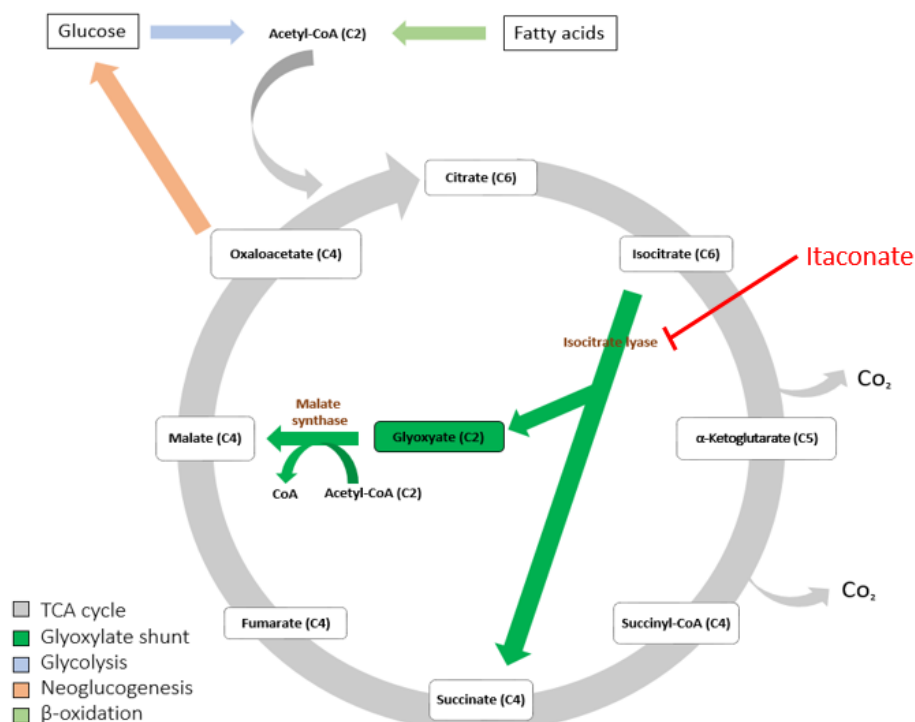 Glucose
Acetyl-CoA (C2)
Fatty acids
Citrate (C6)
Oxaloacetate (C4)
Isocitrate (C6)
Itaconate
Isocitrate lyase
Co₂
Malate
synthase
Malate (C4)
Glyoxyate (C2)
α-Ketoglutarate (C5)
CoA
Acetyl-CoA (C2)
Co₂
TCA cycle
Fumarate (C4)
Succinyl-CoA (C4)
Glyoxylate shunt
Glycolysis
Neoglucogenesis
Succinate (C4)
β-oxidation